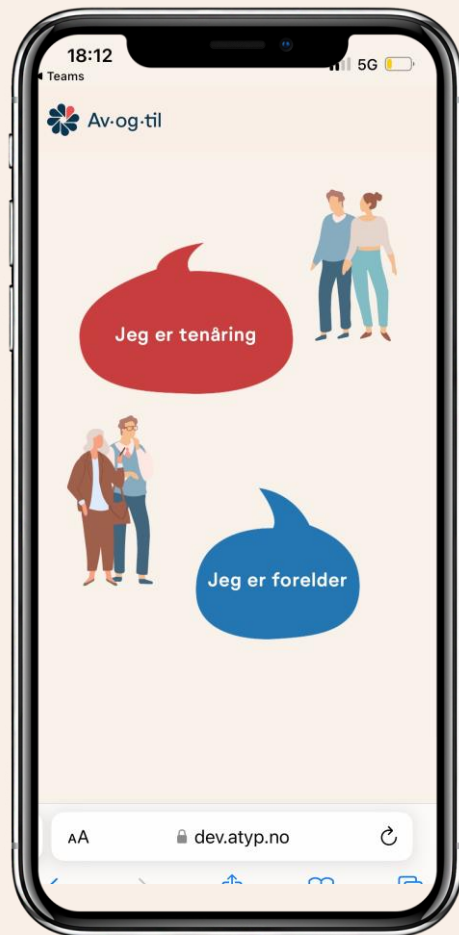 18:12
5G
Teams
Av·og·til
Jeg er tenåring
Jeg er forelder
AA
dev.atyp.no